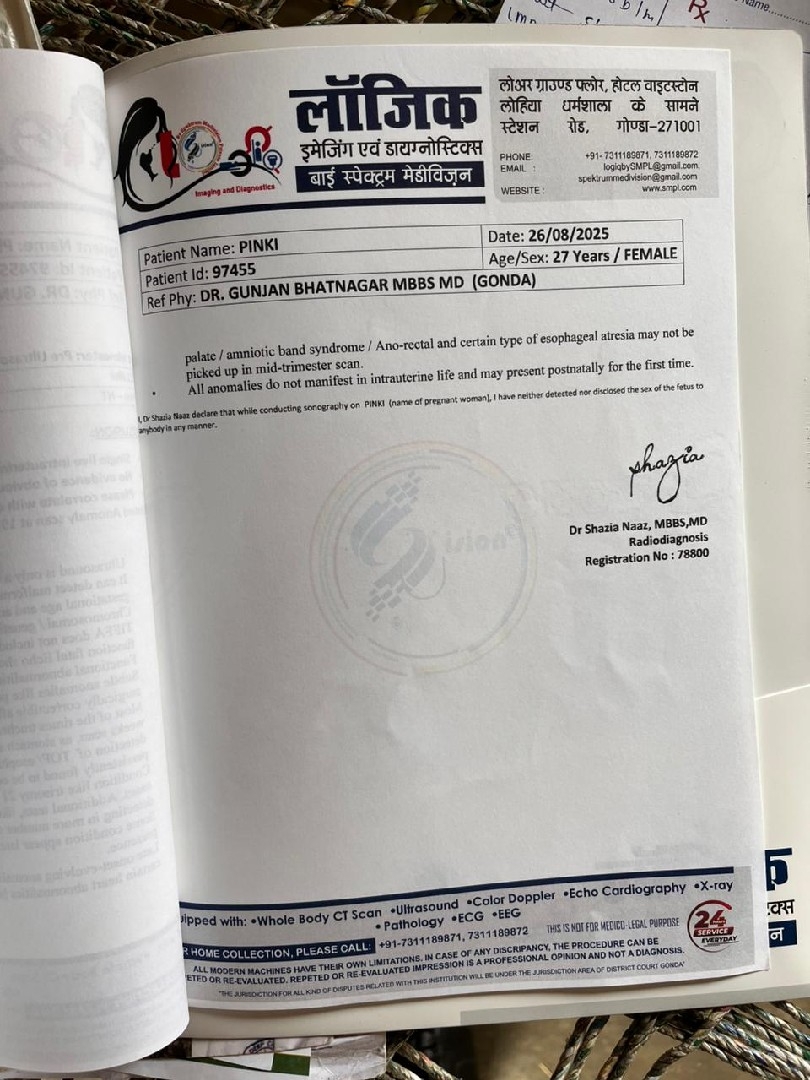 Name
लॉजिक
इमेजिंग एवं डायग्नोस्टिक्स
बाई स्पेक्ट्रम मेडीविज़न
Imaging and Diagnostics
लोअर ग्राउण्ड फ्लोर, होटल वाइटस्टोन
लोहिया धर्मशाला के सामने
स्टेशन रोड, गोण्डा-271001
PHONE : +91- 7311189871, 7311189872
EMAIL : logiqbySMPL@gmail.com
spekirummedivision@gmail.com
WEBSITE : www.smpl.com
Patient Name: PINKI
Date: 26/08/2025
Patient Id: 97455
Age/Sex: 27 Years / FEMALE
Ref Phy: DR. GUNJAN BHATNAGAR MBBS MD (GONDA)
palate / amniotic band syndrome / Ano-rectal and certain type of esophageal atresia may not be
picked up in mid-trimester scan.
All anomalies do not manifest in intrauterine life and may present postnatally for the first time.
I, Dr Shazia Naaz declare that while conducting sonography on PINKI (name of pregnant woman), I have neither detected nor disclosed the sex of the fetus to
anybody in any manner.
shazia
Dr Shazia Naaz, MBBS,MD
Radiodiagnosis
Registration No : 78800
ipped with: •Whole Body CT Scan •Ultrasound •Color Doppler •Echo Cardiography •X-ray
•Pathology •ECG •EEG
THIS IS NOT FOR MEDICO-LEGAL PURPOSE
R HOME COLLECTION, PLEASE CALL: +91-7311189871, 7311189872
24
SERVICE
EVERYDAY
ALL MODERN MACHINES HAVE THEIR OWN LIMITATIONS. IN CASE OF ANY DISCRIPANCY, THE PROCEDURE CAN BE
ETED OR RE-EVALUATED. REPETED OR RE-EVALUATED IMPRESSION IS A PROFESSIONAL OPINION AND NOT A DIAGNOSIS.
"THE JURISDICTION FOR ALL KIND OF DISPUTES RELATED WITH THIS INSTITUTION WILL BE UNDER THE JURISDICTION AREA OF DISTRICT COURT GONDA"